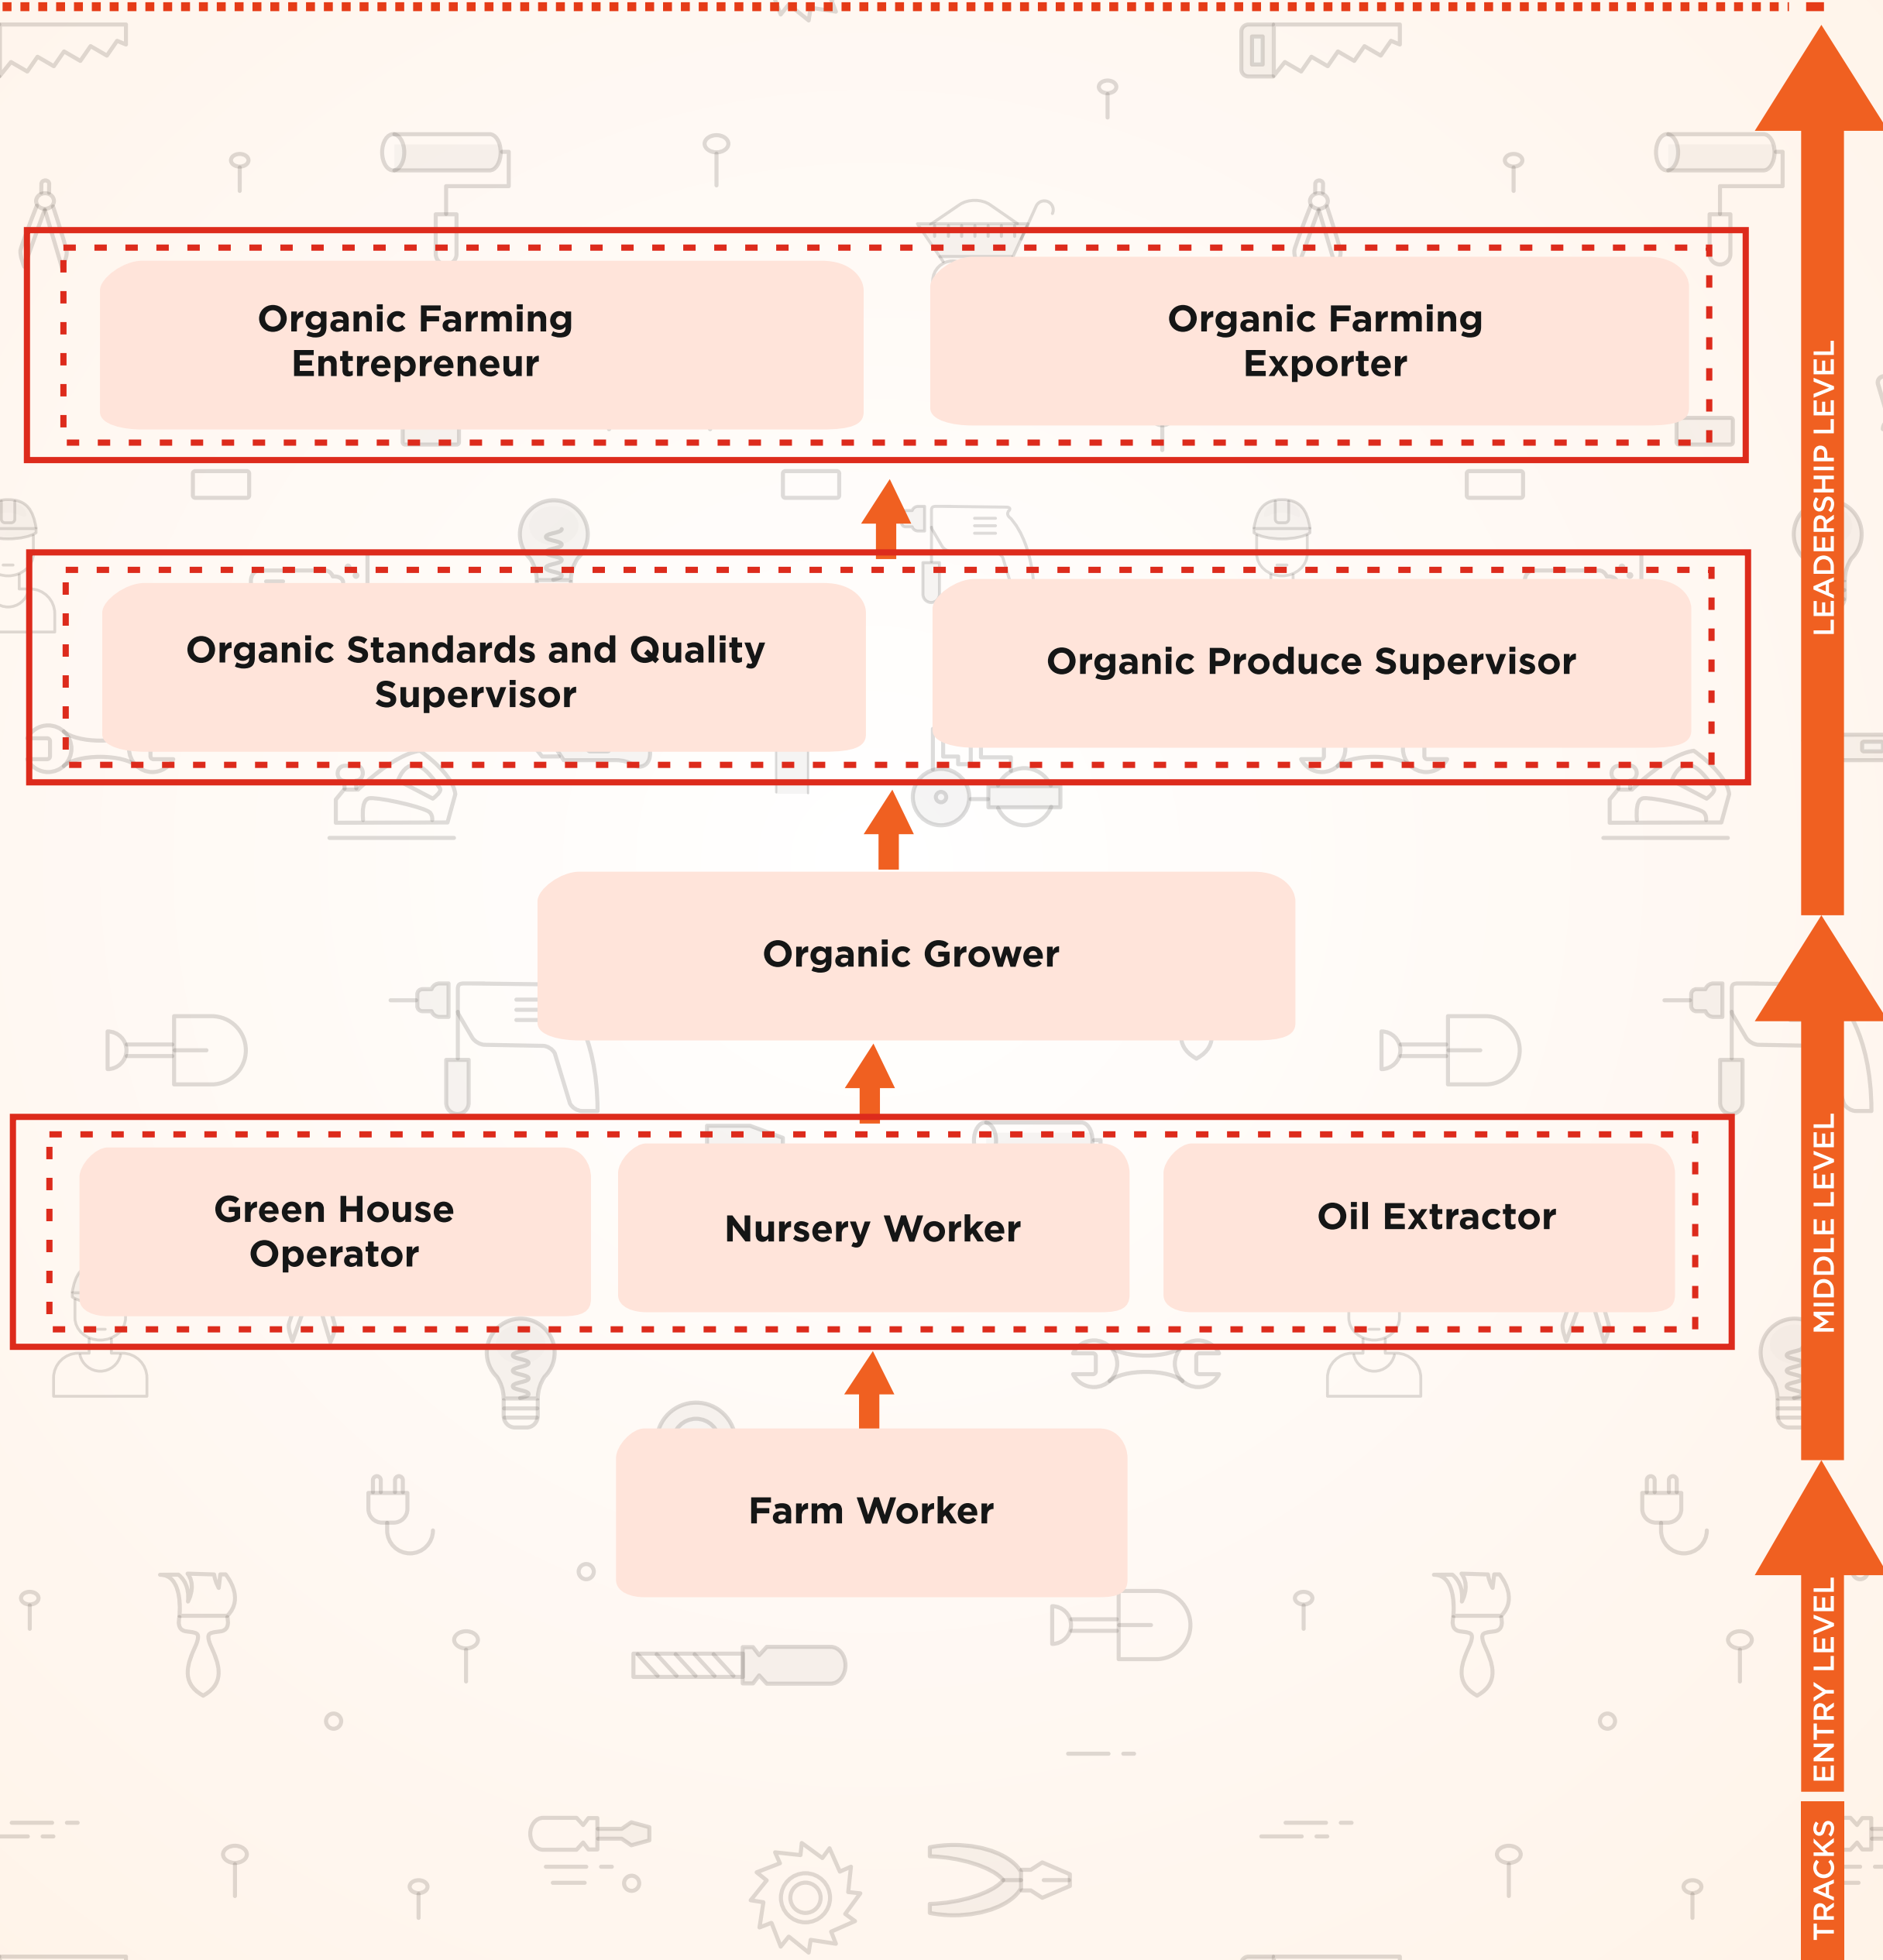 Organic Farming
Entrepreneur
Organic Farming
Exporter
Organic Standards and Quality
Supervisor
Organic Produce Supervisor
Organic Grower
Green House
Operator
Nursery Worker
Oil Extractor
Farm Worker
LEADERSHIP LEVEL
MIDDLE LEVEL
ENTRY LEVEL
TRACKS